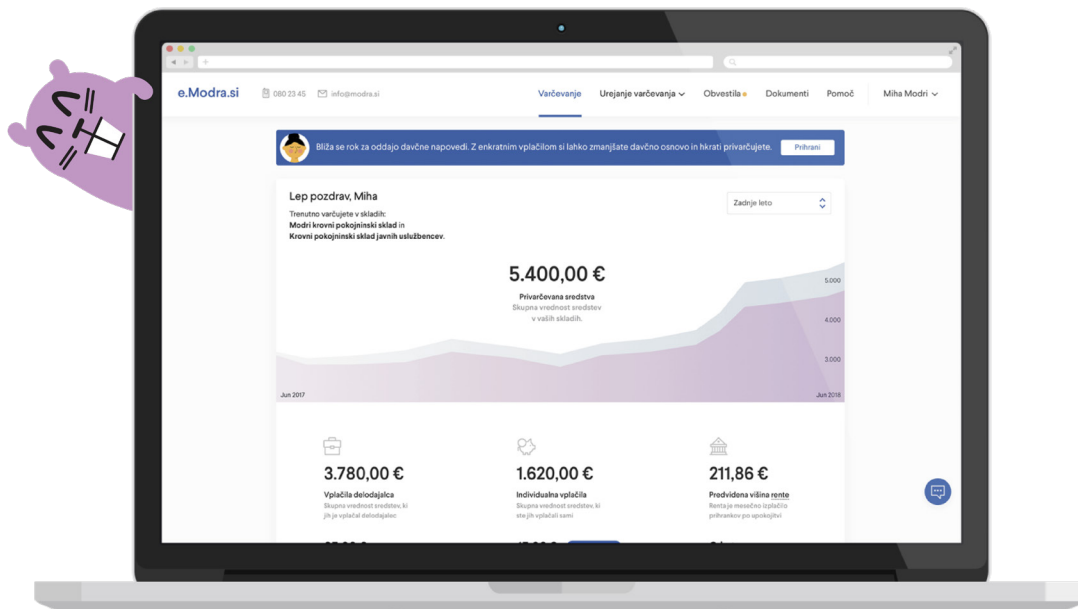 e.Modra.si
080 23 45
info@modra.si
Varčevanje
Urejanje varčevanja
Obvestila
Dokumenti
Pomoč
Miha Modri
Bliža se rok za oddajo davčne napovedi. Z enkratnim vplačilom si lahko zmanjšate davčno osnovo in hkrati privarčujete.
Prihrani
Lep pozdrav, Miha
Zadnje leto
Trenutno varčujete v skladih:
Modri krovni pokojninski sklad in
Krovni pokojninski sklad javnih uslužbencev.
5.400,00 €
Privarčevana sredstva
Skupna vrednost sredstev
v vaših skladih.
5.000
4.000
3.000
Jun 2017
Jun 2018
3.780,00 €
Vplačila delodajalca
Skupna vrednost sredstev, ki
jih je vplačal delodajalec
1.620,00 €
Individualna vplačila
Skupna vrednost sredstev, ki
ste jih vplačali sami
211,86 €
Predvidena višina rente
Renta je mesečno izplačilo
prihrankov po upokojitvi